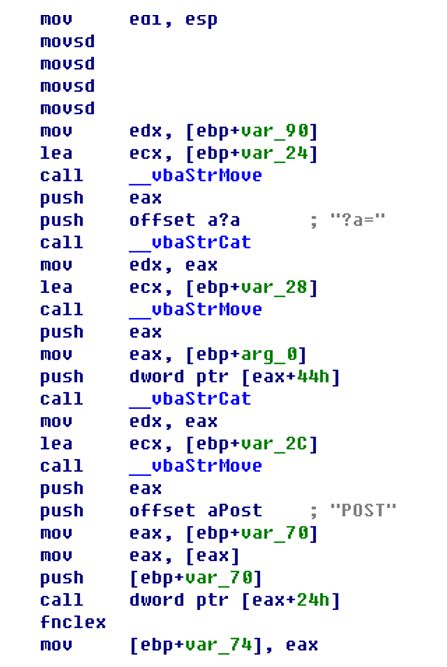 mov edi, esp
movsd
movsd
movsd
movsd
mov edx, [ebp+var_90]
lea ecx, [ebp+var_24]
call __vbaStrMove
push eax
push offset a?a ; "?a="
call __vbaStrCat
mov edx, eax
lea ecx, [ebp+var_28]
call __vbaStrMove
push eax
mov eax, [ebp+arg_0]
push dword ptr [eax+44h]
call __vbaStrCat
mov edx, eax
lea ecx, [ebp+var_2C]
call __vbaStrMove
push eax
push offset aPost ; "POST"
mov eax, [ebp+var_70]
mov eax, [eax]
push [ebp+var_70]
call dword ptr [eax+24h]
fnclex
mov [ebp+var_74], eax